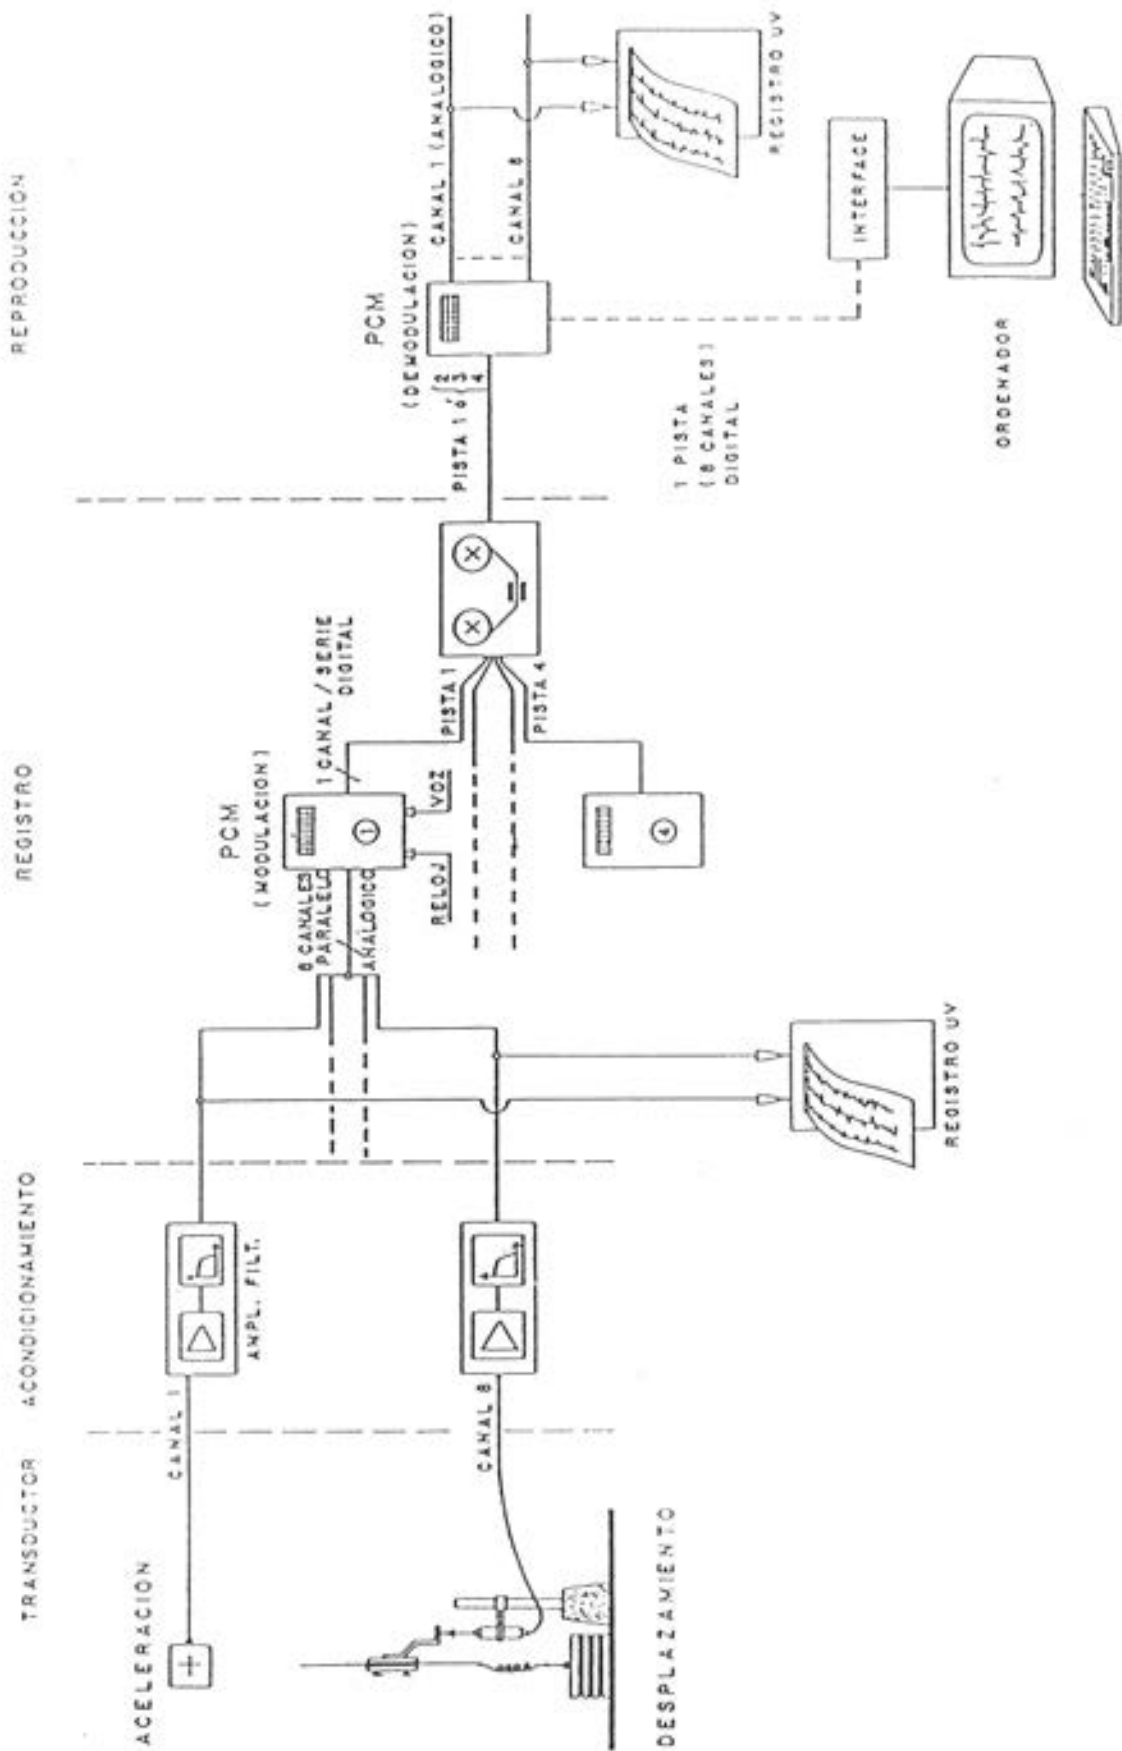 TRANSDUCTOR
ACONDICIONAMIENTO
REGISTRO
REPRODUCCION
ACELERACION
CANAL 1
AMPL. FILT.
DESPLAZAMIENTO
CANAL 8
8 CANALES
PARALELO
ANALOGICO
PCM
(MODULACION)
1
RELOJ
VOZ
1 CANAL / SERIE
DIGITAL
PISTA 1
PISTA 4
4
REGISTRO UV
PISTA 1 ó
2
3
4
PCM
(DEMODULACION)
CANAL 1 (ANALOGICO)
CANAL 8
REGISTRO UV
1 PISTA
(8 CANALES)
DIGITAL
INTERFACE
ORDENADOR